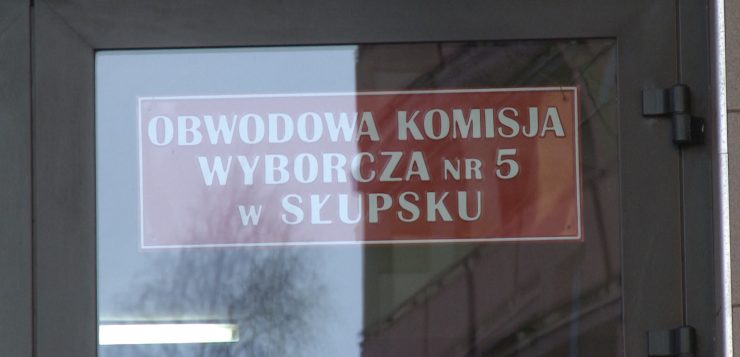 OBWODOWA KOMISJA
WYBORCZA NR 5
W SŁUPSKU